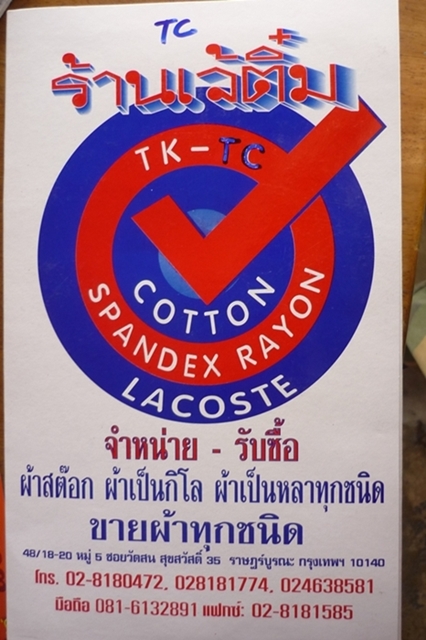 TC
ร้านเว้ติ๋ม
TK-TC
COTTON
SPANDEX RAYON
LACOSTE
จำหน่าย - รับซื้อ
ผ้าสต๊อก ผ้าเป็นกิโล ผ้าเป็นหลาทุกชนิด
ขายผ้าทุกชนิด
48/18-20 หมู่ 5 ซอยวัดสน สุขสวัสดิ์ 35 ราษฎร์บูรณะ กรุงเทพฯ 10140
โทร. 02-8180472, 028181774, 024638581
มือถือ 081-6132891 แฟกซ์: 02-8181585